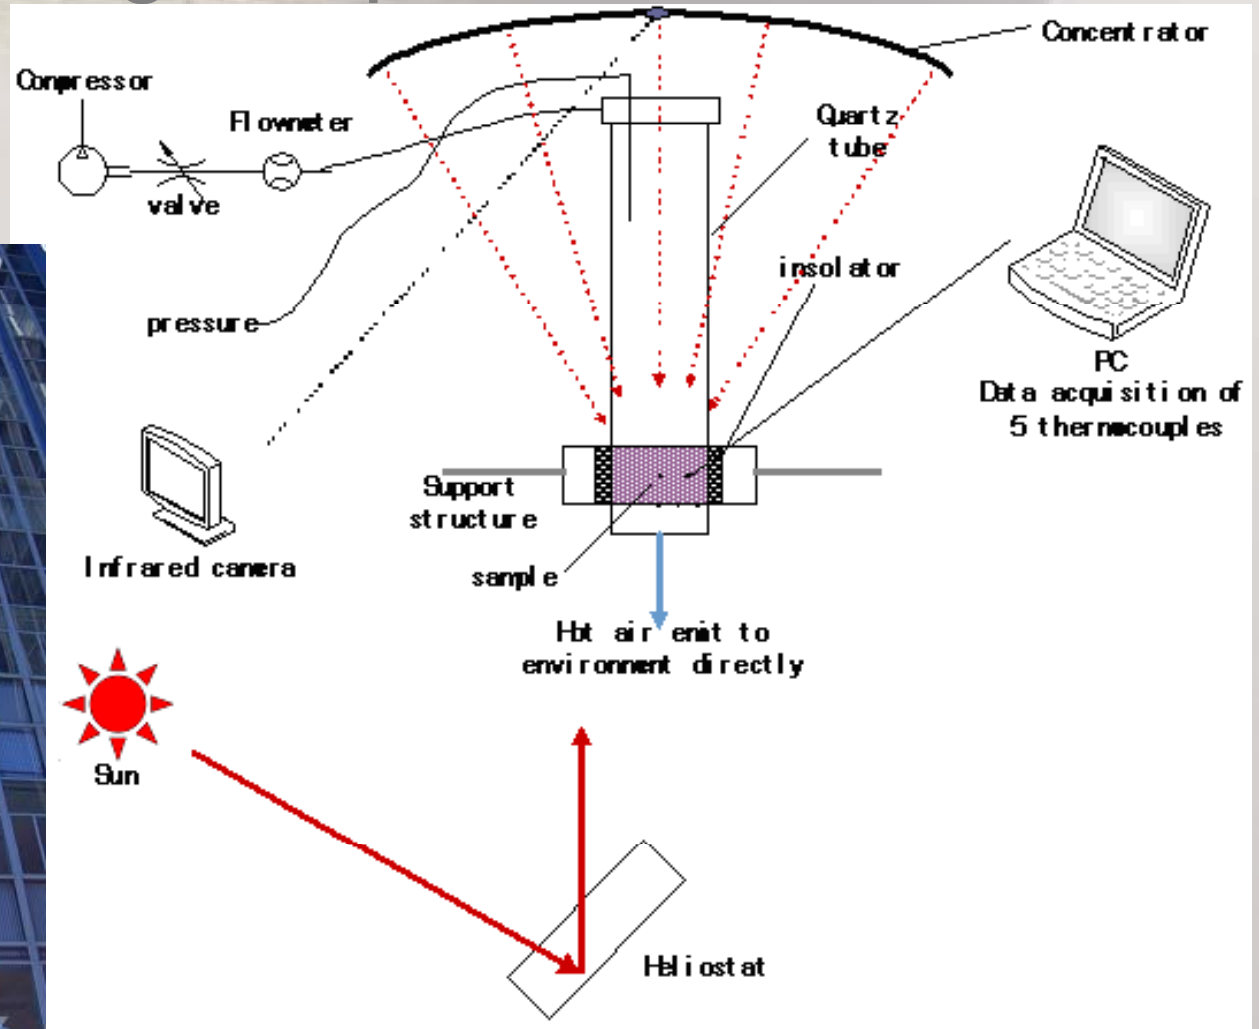 Concentrator
Compressor
Flowmeter
Quartz
tube
valve
insolator
pressure
PC
Data acquisition of
5 thermocouples
Support
structure
Infrared camera
sample
Hot air emit to
environment directly
Sun
Heliostat